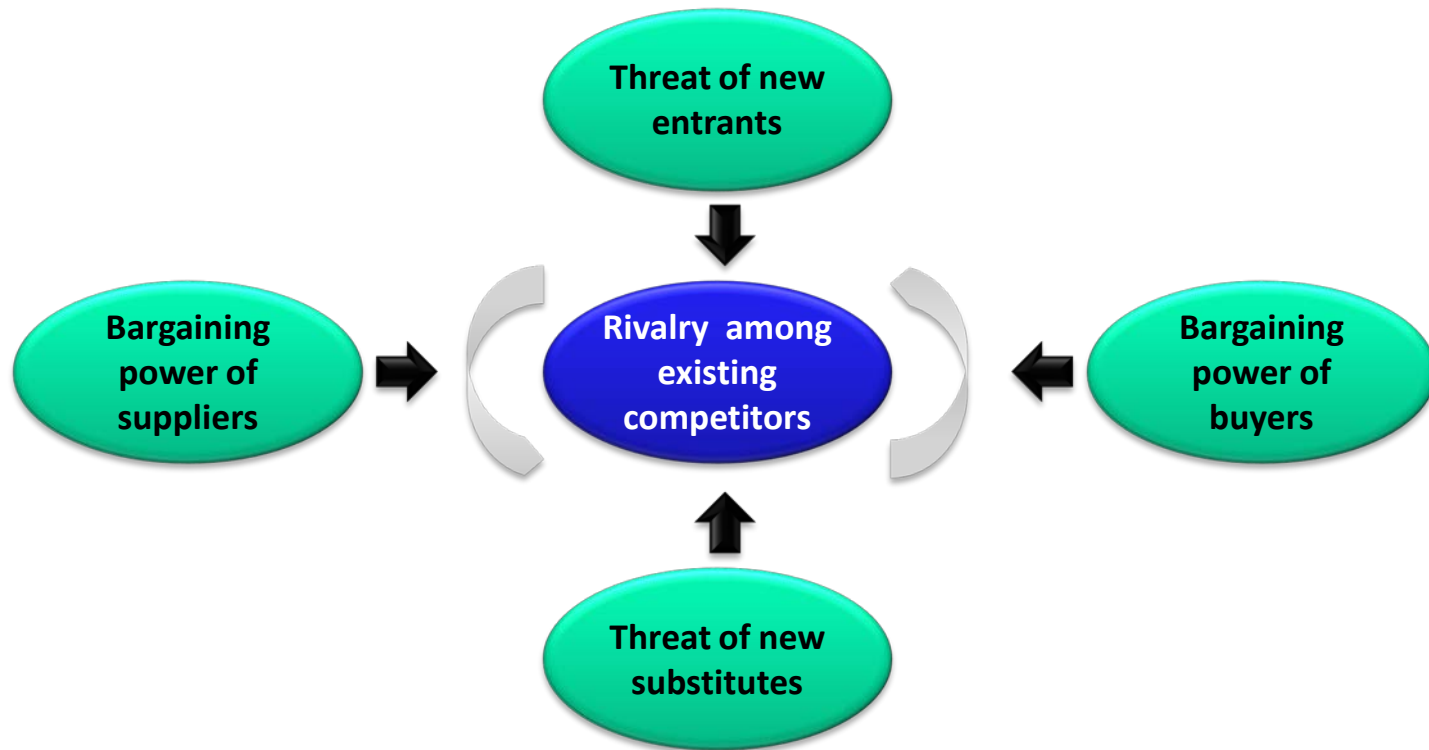 Threat of new
entrants
Bargaining
power of
suppliers
Rivalry  among
existing
competitors
Bargaining
power of
buyers
Threat of new
substitutes